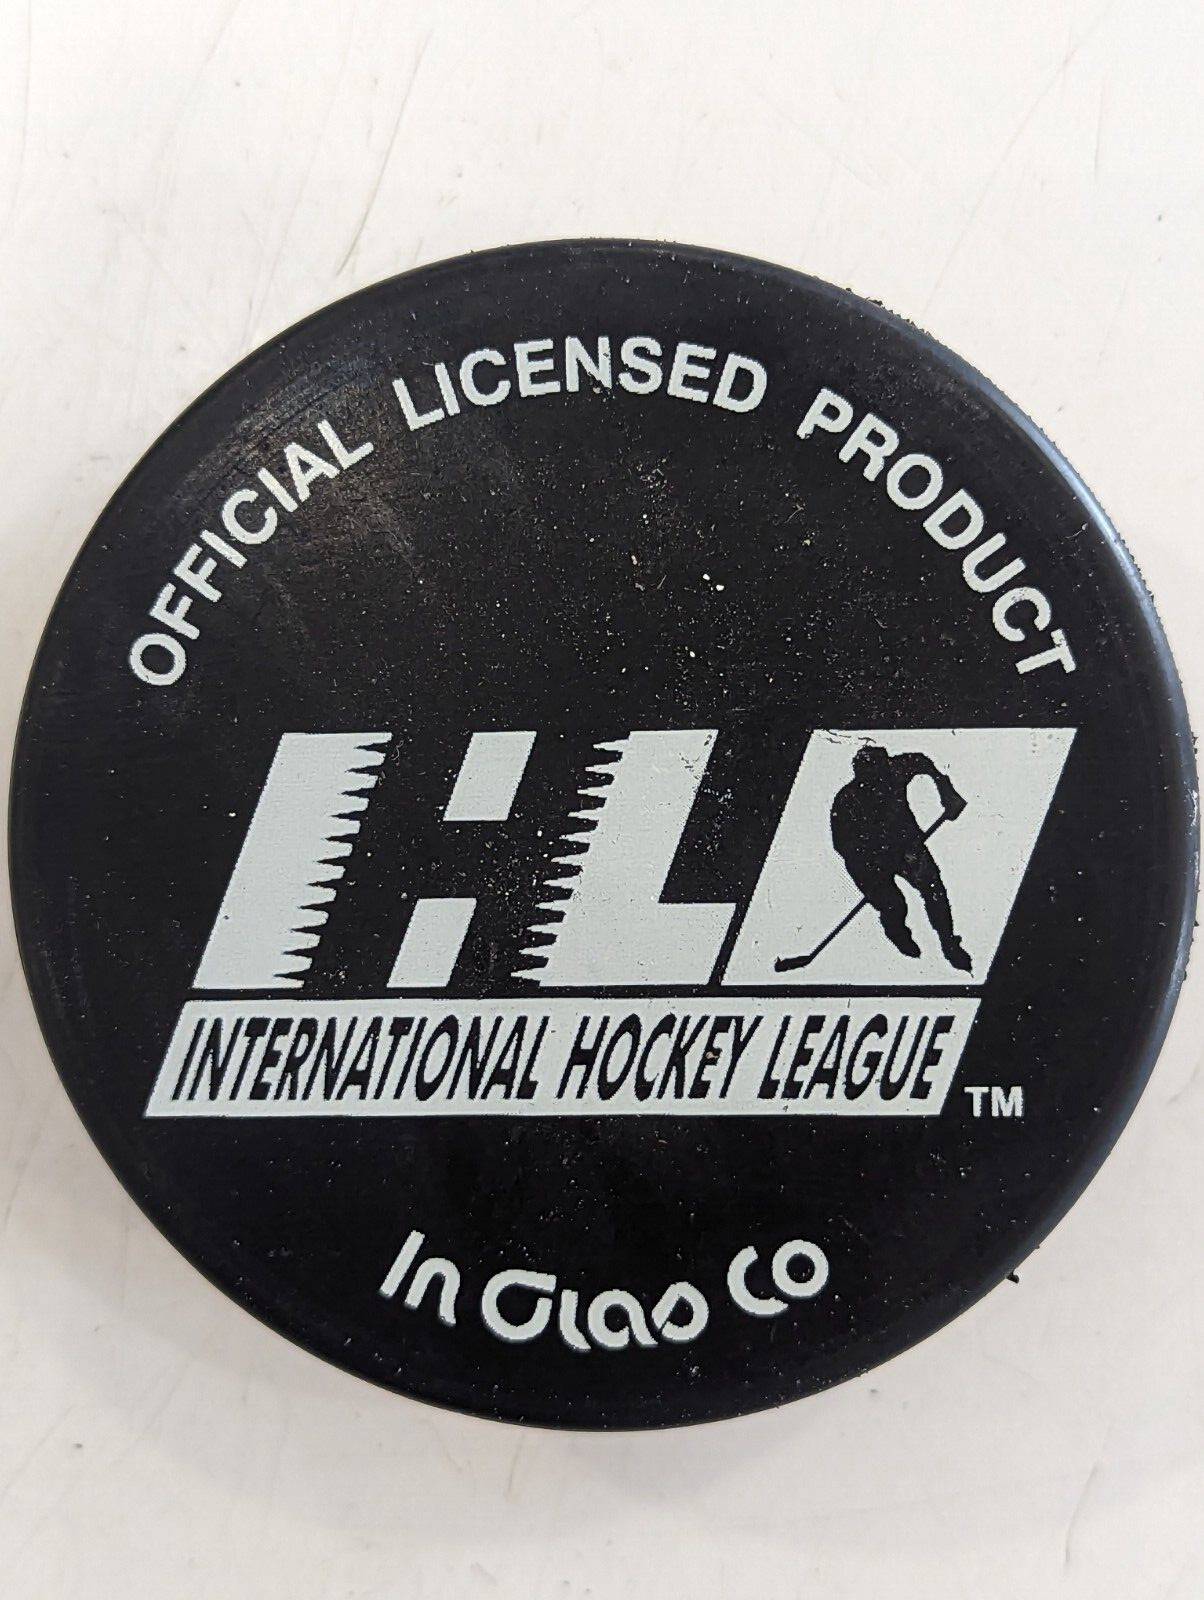 OFFICIAL LICENSED PRODUCT
IHL
INTERNATIONAL HOCKEY LEAGUE TM
In Glas Co